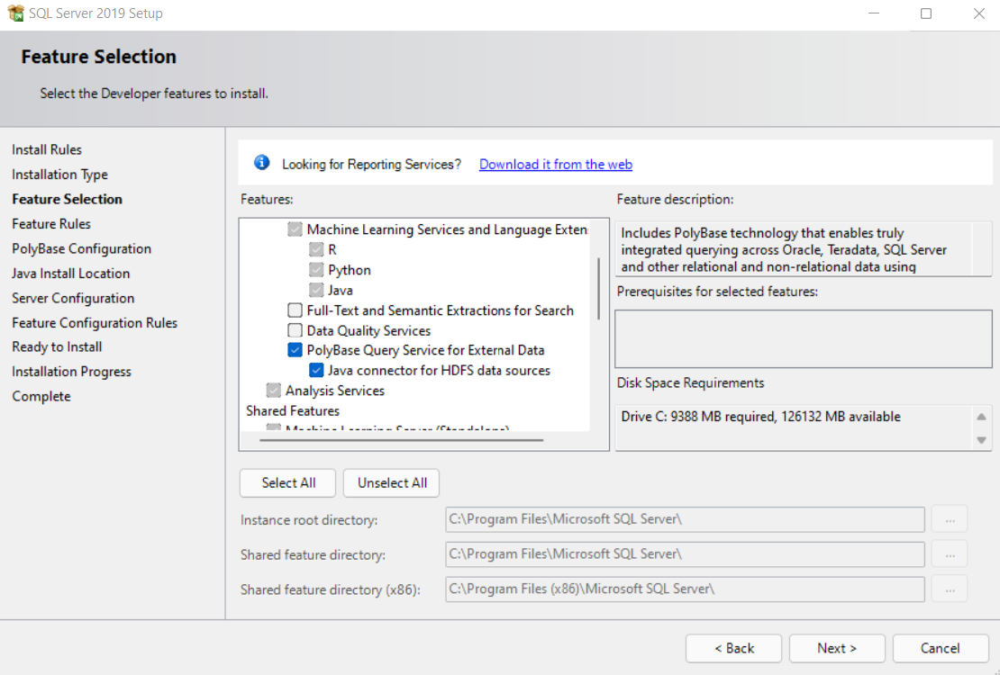 SQL Server 2019 Setup
Feature Selection
Select the Developer features to install.
Install Rules
Installation Type
Feature Selection
Feature Rules
PolyBase Configuration
Java Install Location
Server Configuration
Feature Configuration Rules
Ready to Install
Installation Progress
Complete
Looking for Reporting Services? Download it from the web
Features:
Machine Learning Services and Language Exten
R
Python
Java
Full-Text and Semantic Extractions for Search
Data Quality Services
PolyBase Query Service for External Data
Java connector for HDFS data sources
Analysis Services
Shared Features
Machine Learning Server (Standalone)
Feature description:
Includes PolyBase technology that enables truly
integrated querying across Oracle, Teradata, SQL Server
and other relational and non-relational data using
Prerequisites for selected features:
Disk Space Requirements
Drive C: 9388 MB required, 126132 MB available
Select All
Unselect All
Instance root directory:
C:\Program Files\Microsoft SQL Server\
...
Shared feature directory:
C:\Program Files\Microsoft SQL Server\
...
Shared feature directory (x86):
C:\Program Files (x86)\Microsoft SQL Server\
...
< Back
Next >
Cancel